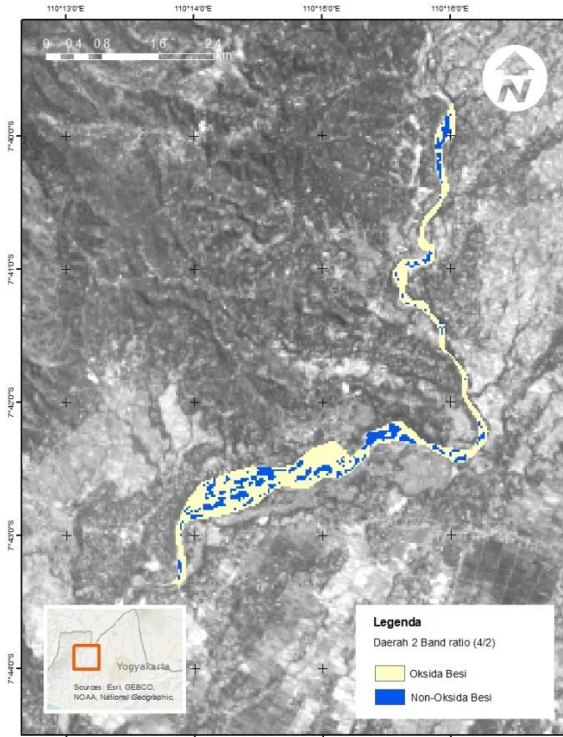 110°13'0"E 110°14'0"E 110°15'0"E 110°16'0"E
0 0.4 0.8 1.6 2.4
Km
N
7°40'0"S
7°41'0"S
7°42'0"S
7°43'0"S
7°44'0"S
Yogyakarta
Sources: Esri, GEBCO,
NOAA, National Geographic,
Legenda
Daerah 2 Band ratio (4/2)
Oksida Besi
Non-Oksida Besi